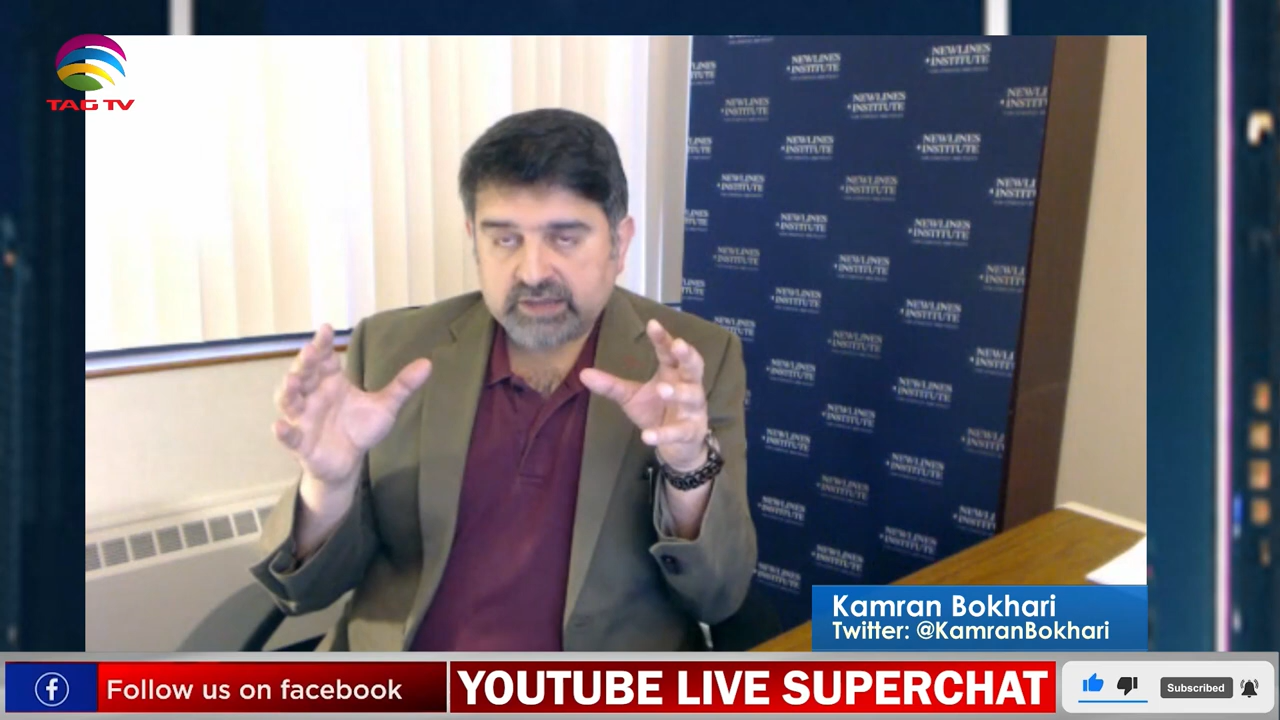 TAG TV
NEWLINES
INSTITUTE
Kamran Bokhari
Twitter: @KamranBokhari
Follow us on facebook
YOUTUBE LIVE SUPERCHAT
Subscribed